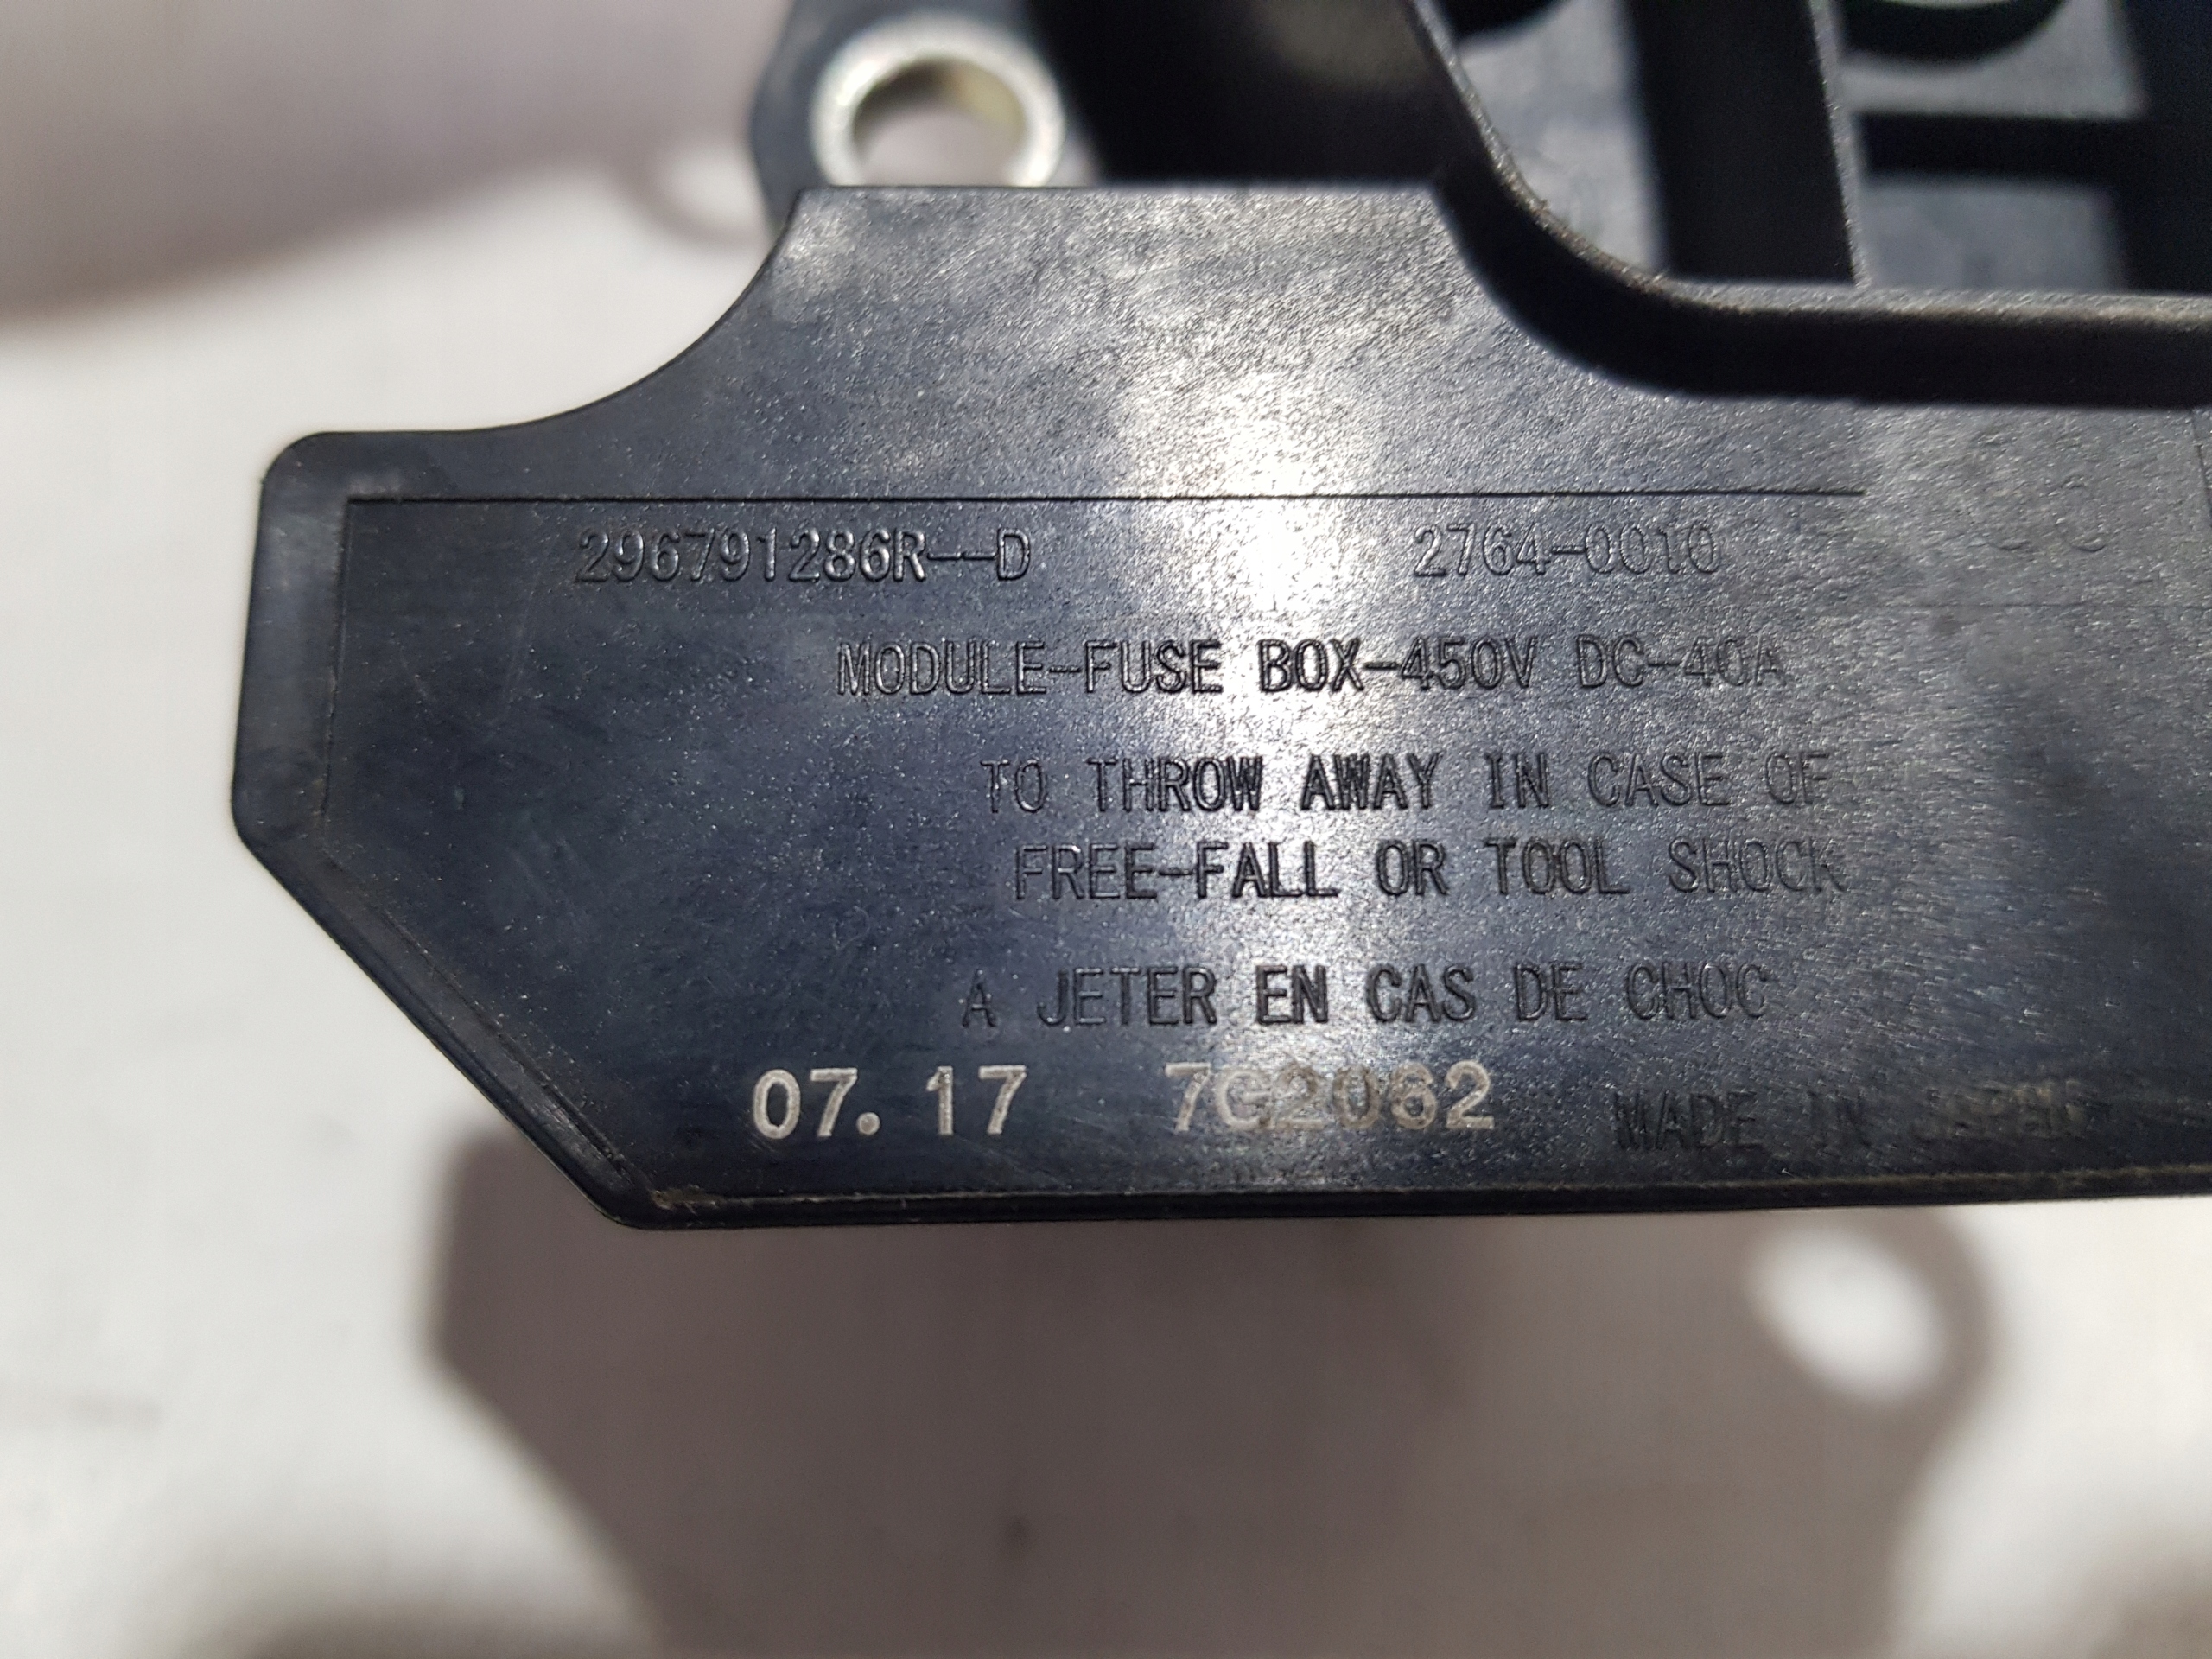 296791286R--D 2764-0010
MODULE-FUSE BOX-450V DC-40A
TO THROW AWAY IN CASE OF
FREE-FALL OR TOOL SHOCK
A JETER EN CAS DE CHOC
07.17 7G2062
MADE IN JAPAN